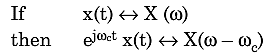 If x(t) ↔ X (ω)
then e^{jω_c t} x(t) ↔ X(ω − ω_c)